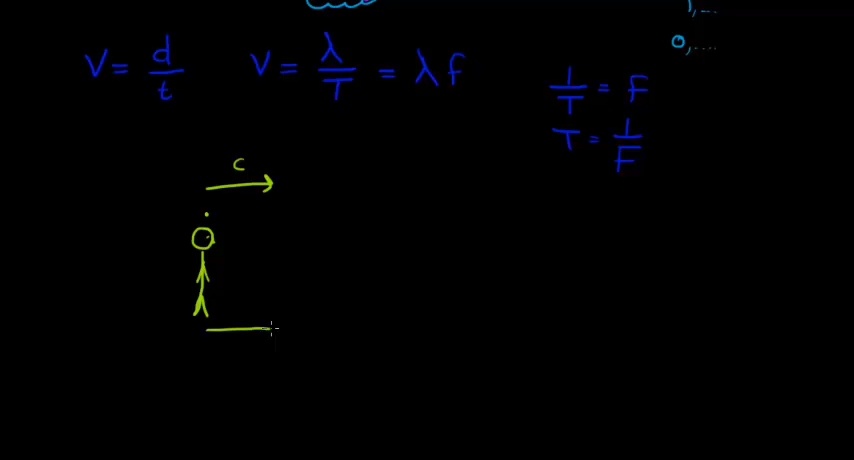 V = d/t   V = λ/T = λf
1/T = f
T = 1/F
c